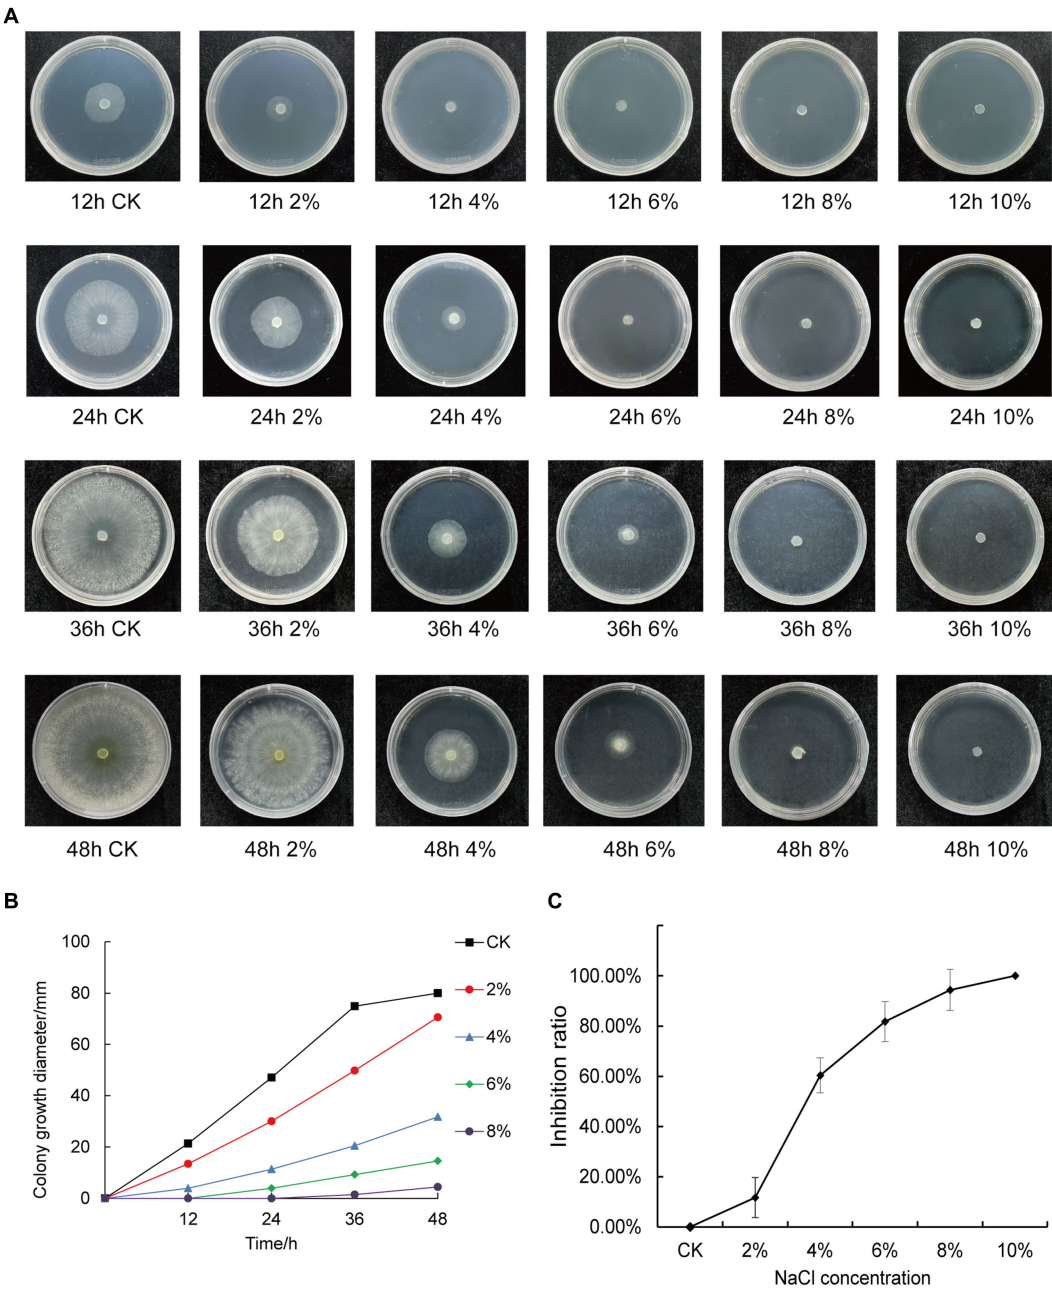 A
12h CK 12h 2% 12h 4% 12h 6% 12h 8% 12h 10%
24h CK 24h 2% 24h 4% 24h 6% 24h 8% 24h 10%
36h CK 36h 2% 36h 4% 36h 6% 36h 8% 36h 10%
48h CK 48h 2% 48h 4% 48h 6% 48h 8% 48h 10%
B
Colony growth diameter/mm
100
80
60
40
20
0
12 24 36 48
Time/h
CK
2%
4%
6%
8%
C
Inhibition ratio
100.00%
80.00%
60.00%
40.00%
20.00%
0.00%
CK 2% 4% 6% 8% 10%
NaCl concentration